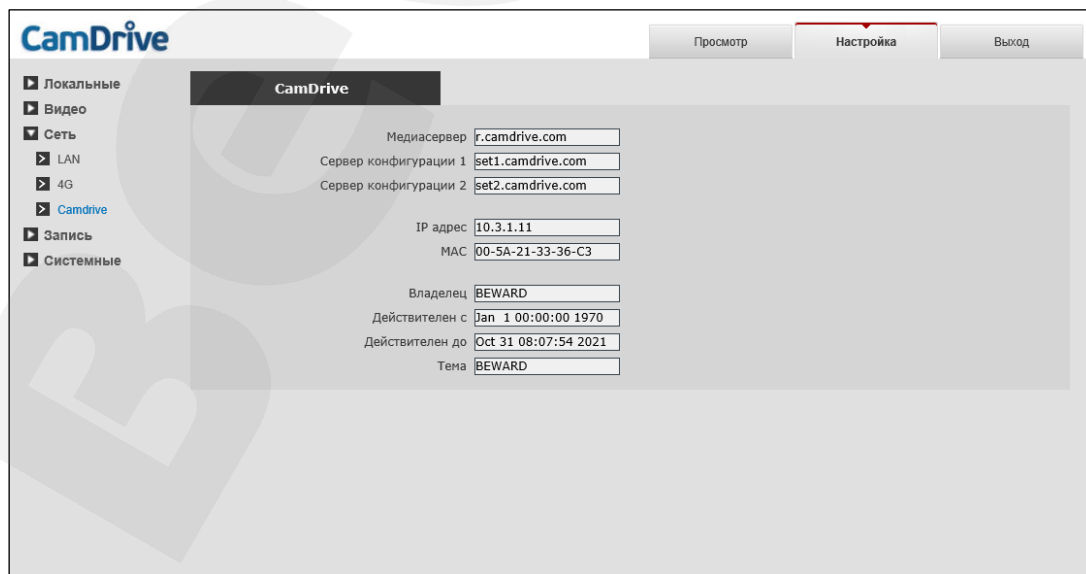 CamDrive
Просмотр
Настройка
Выход
Локальные
Видео
Сеть
LAN
4G
Camdrive
Запись
Системные
CamDrive
Медиасервер r.camdrive.com
Сервер конфигурации 1 set1.camdrive.com
Сервер конфигурации 2 set2.camdrive.com
IP адрес 10.3.1.11
MAC 00-5A-21-33-36-C3
Владелец BEWARD
Действителен с Jan 1 00:00:00 1970
Действителен до Oct 31 08:07:54 2021
Тема BEWARD